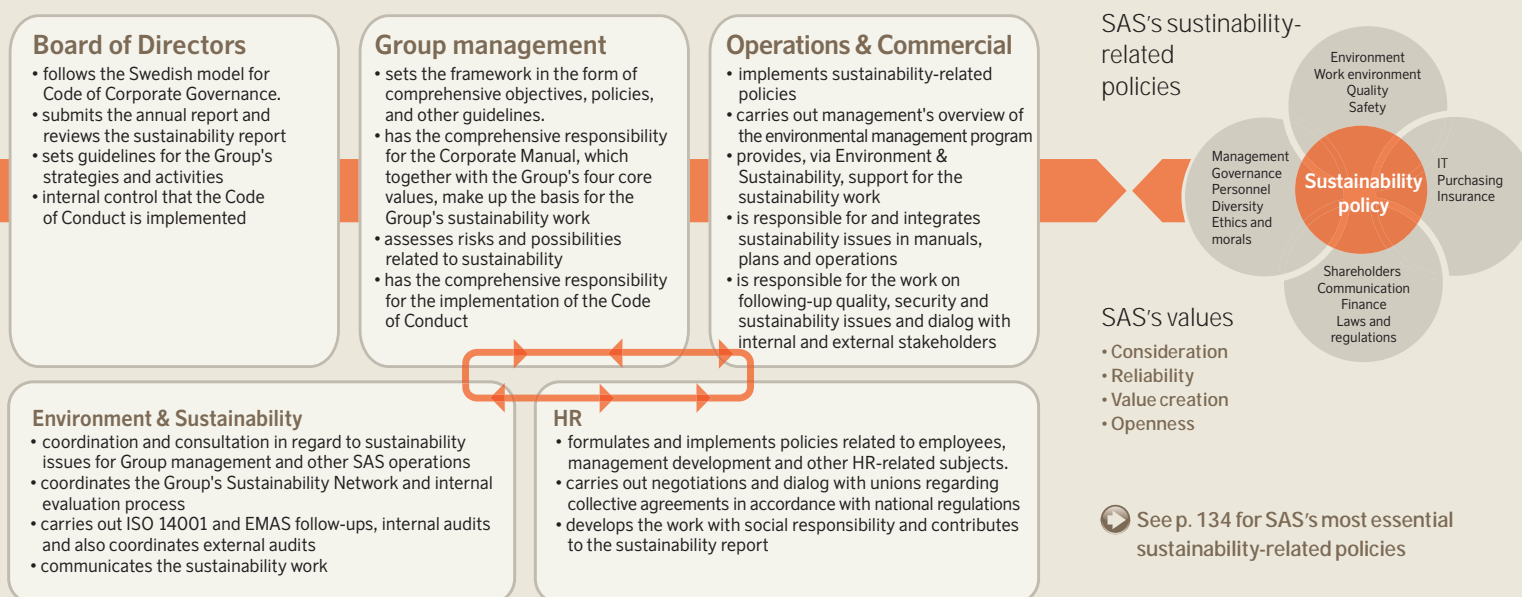 Board of Directors
• follows the Swedish model for
Code of Corporate Governance.
• submits the annual report and
reviews the sustainability report
• sets guidelines for the Group's
strategies and activities
• internal control that the Code
of Conduct is implemented
Group management
• sets the framework in the form of
comprehensive objectives, policies,
and other guidelines.
• has the comprehensive responsibility
for the Corporate Manual, which
together with the Group's four core
values, make up the basis for the
Group's sustainability work
• assesses risks and possibilities
related to sustainability
• has the comprehensive responsibility
for the implementation of the Code
of Conduct
Operations & Commercial
• implements sustainability-related
policies
• carries out management's overview of
the environmental management program
• provides, via Environment &
Sustainability, support for the
sustainability work
• is responsible for and integrates
sustainability issues in manuals,
plans and operations
• is responsible for the work on
following-up quality, security and
sustainability issues and dialog with
internal and external stakeholders
Environment & Sustainability
• coordination and consultation in regard to sustainability
issues for Group management and other SAS operations
• coordinates the Group's Sustainability Network and internal
evaluation process
• carries out ISO 14001 and EMAS follow-ups, internal audits
and also coordinates external audits
• communicates the sustainability work
HR
• formulates and implements policies related to employees,
management development and other HR-related subjects.
• carries out negotiations and dialog with unions regarding
collective agreements in accordance with national regulations
• develops the work with social responsibility and contributes
to the sustainability report
SAS's sustinability-
related
policies
Environment
Work environment
Quality
Safety
Management
Governance
Personnel
Diversity
Ethics and
morals
Sustainability
policy
IT
Purchasing
Insurance
Shareholders
Communication
Finance
Laws and
regulations
SAS's values
• Consideration
• Reliability
• Value creation
• Openness
See p. 134 for SAS's most essential
sustainability-related policies